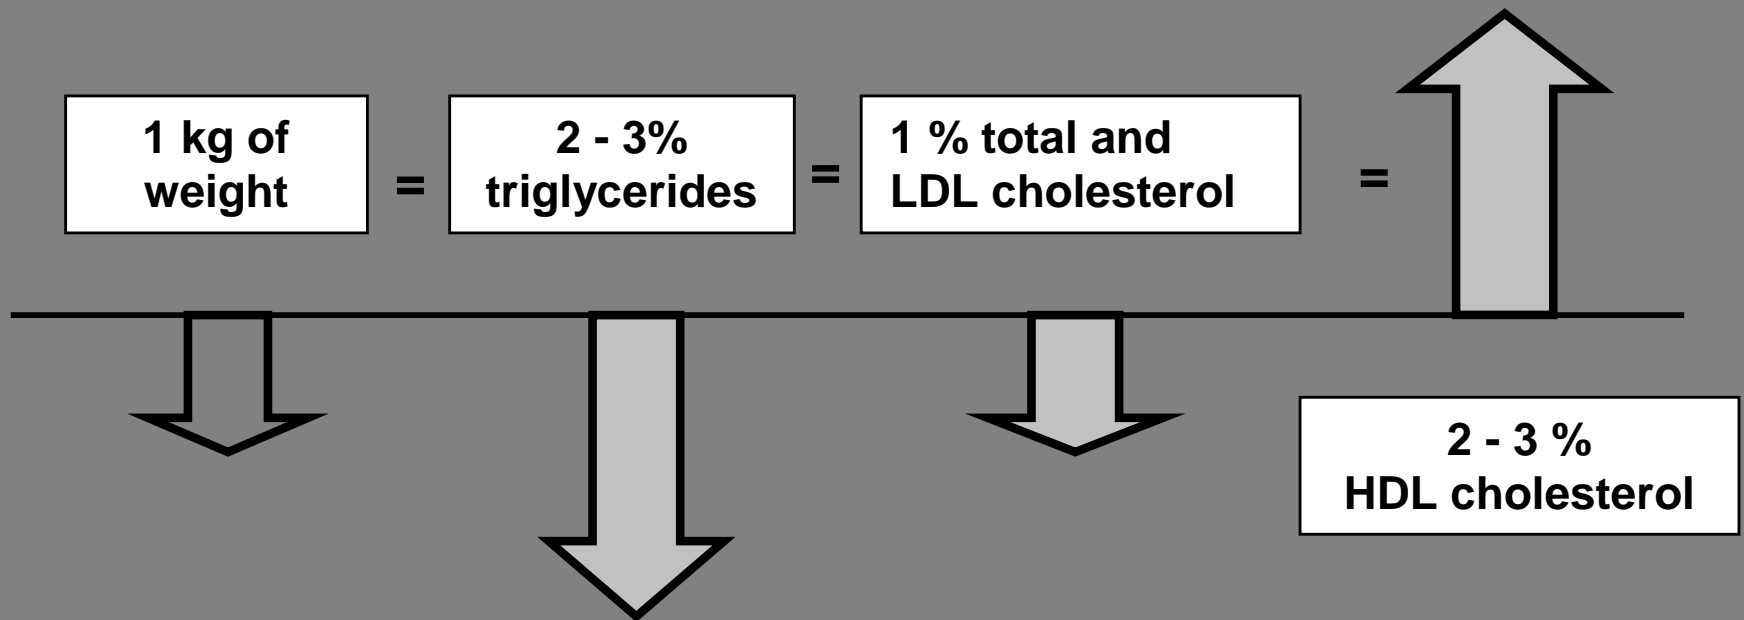 1 kg of
weight
=
2 - 3%
triglycerides
=
1 % total and
LDL cholesterol
=
2 - 3 %
HDL cholesterol